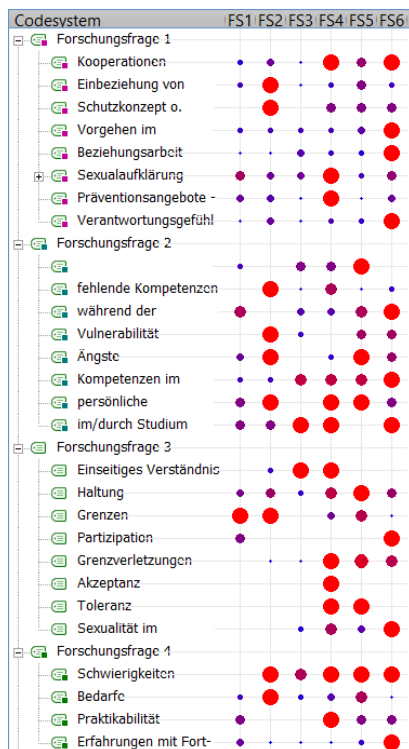 Codesystem FS1 FS2 FS3 FS4 FS5 FS6
Forschungsfrage 1
Kooperationen
Einbeziehung von
Schutzkonzept o.
Vorgehen im
Beziehungsarbeit
Sexualaufklärung
Präventionsangebote -
Verantwortungsgefühl
Forschungsfrage 2
fehlende Kompetenzen
während der
Vulnerabilität
Ängste
Kompetenzen im
persönliche
im/durch Studium
Forschungsfrage 3
Einseitiges Verständnis
Haltung
Grenzen
Partizipation
Grenzverletzungen
Akzeptanz
Toleranz
Sexualität im
Forschungsfrage 4
Schwierigkeiten
Bedarfe
Praktikabilität
Erfahrungen mit Fort-